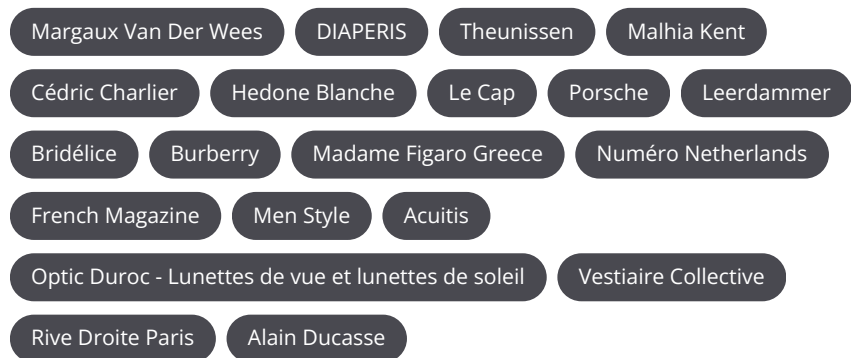 Margaux Van Der Wees DIAPERIS Theunissen Malhia Kent
Cédric Charlier Hedone Blanche Le Cap Porsche Leerdammer
Bridélice Burberry Madame Figaro Greece Numéro Netherlands
French Magazine Men Style Acuitis
Optic Duroc - Lunettes de vue et lunettes de soleil Vestiaire Collective
Rive Droite Paris Alain Ducasse